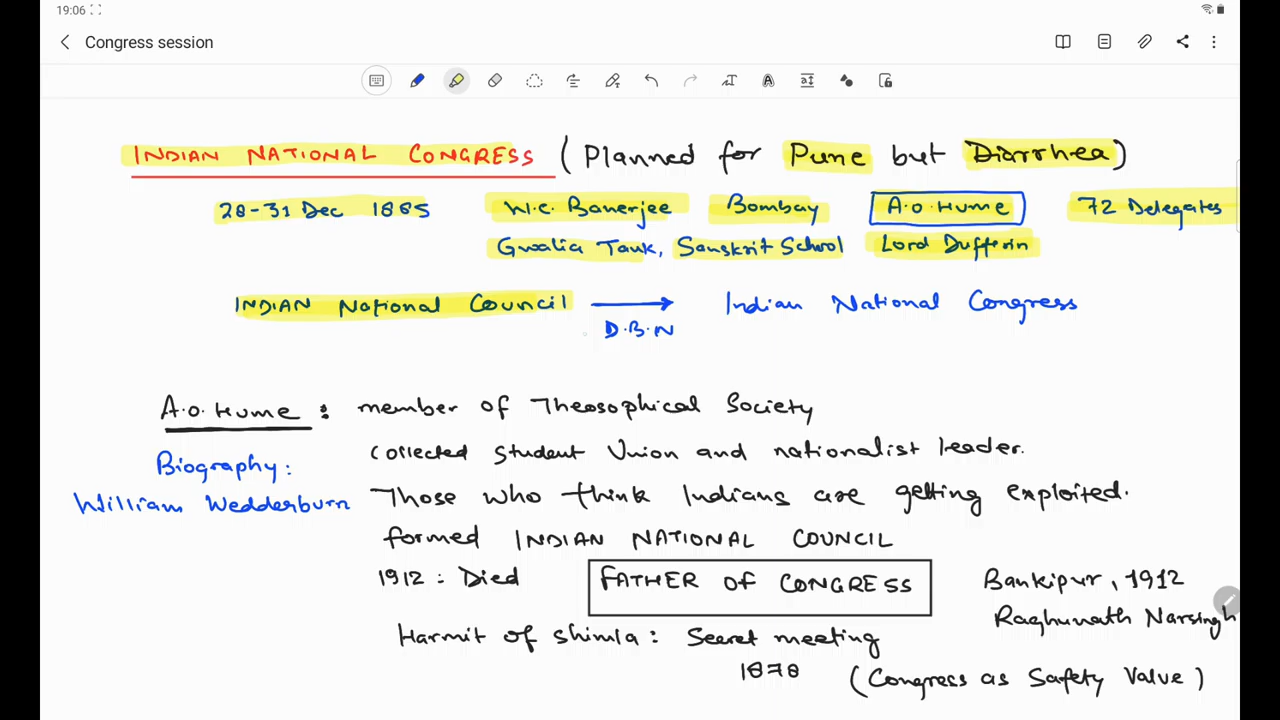 19:06
Congress session
INDIAN NATIONAL CONGRESS (Planned for Pune but Diarrhea)
28-31 Dec 1885 W.C. Banerjee Bombay A.O. Hume 72 Delegates
Gwalia Tank, Sanskrit School Lord Dufferin
INDIAN National Council → Indian National Congress
D.B.N
A.O. Hume : member of Theosophical Society
collected student Union and nationalist leader.
Biography:
William Wedderburn Those who think Indians are getting exploited.
formed INDIAN NATIONAL COUNCIL
1912 : Died FATHER OF CONGRESS Bankipur, 1912
Raghunath Narsingh
Harmit of shimla : Secret meeting
1878 (Congress as Safety Valve)